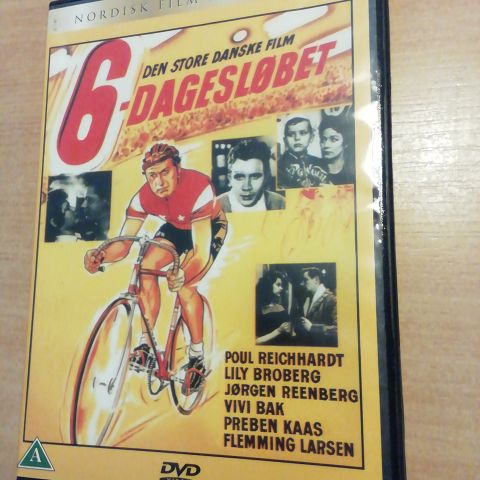 NORDISK FILM
DEN STORE DANSKE FILM
6-DAGESLØBET
POUL REICHHARDT
LILY BROBERG
JØRGEN REENBERG
VIVI BAK
PREBEN KAAS
FLEMMING LARSEN
A
DVD